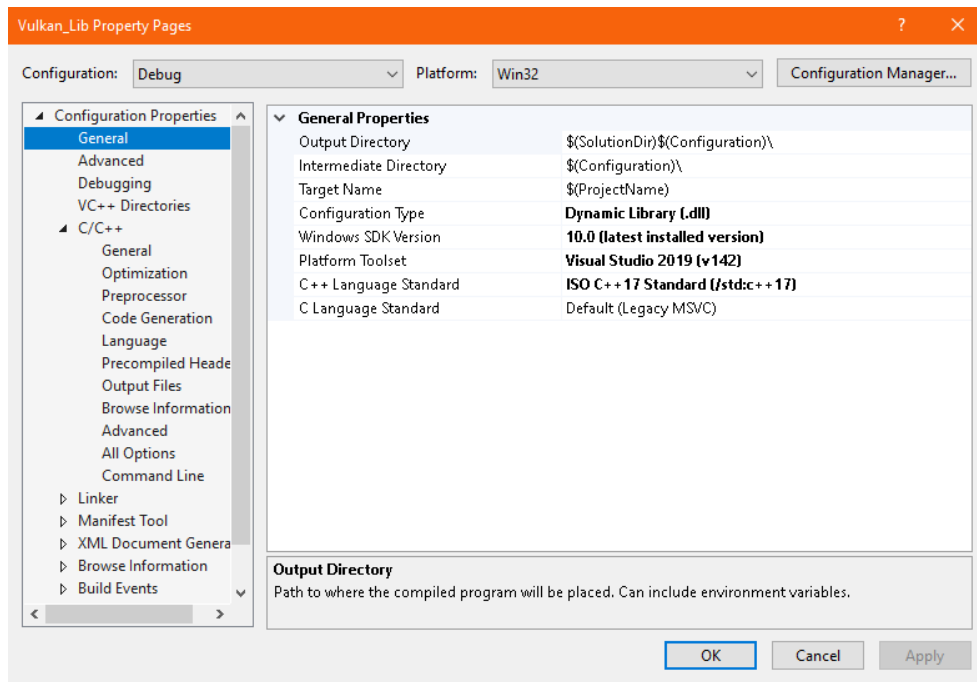 Vulkan_Lib Property Pages ? ×
Configuration: Debug Platform: Win32 Configuration Manager...
Configuration Properties
General
Advanced
Debugging
VC++ Directories
C/C++
General
Optimization
Preprocessor
Code Generation
Language
Precompiled Heade
Output Files
Browse Information
Advanced
All Options
Command Line
Linker
Manifest Tool
XML Document Genera
Browse Information
Build Events
General Properties
Output Directory $(SolutionDir)$(Configuration)\
Intermediate Directory $(Configuration)\
Target Name $(ProjectName)
Configuration Type Dynamic Library (.dll)
Windows SDK Version 10.0 (latest installed version)
Platform Toolset Visual Studio 2019 (v142)
C++ Language Standard ISO C++17 Standard (/std:c++17)
C Language Standard Default (Legacy MSVC)
Output Directory
Path to where the compiled program will be placed. Can include environment variables.
OK Cancel Apply